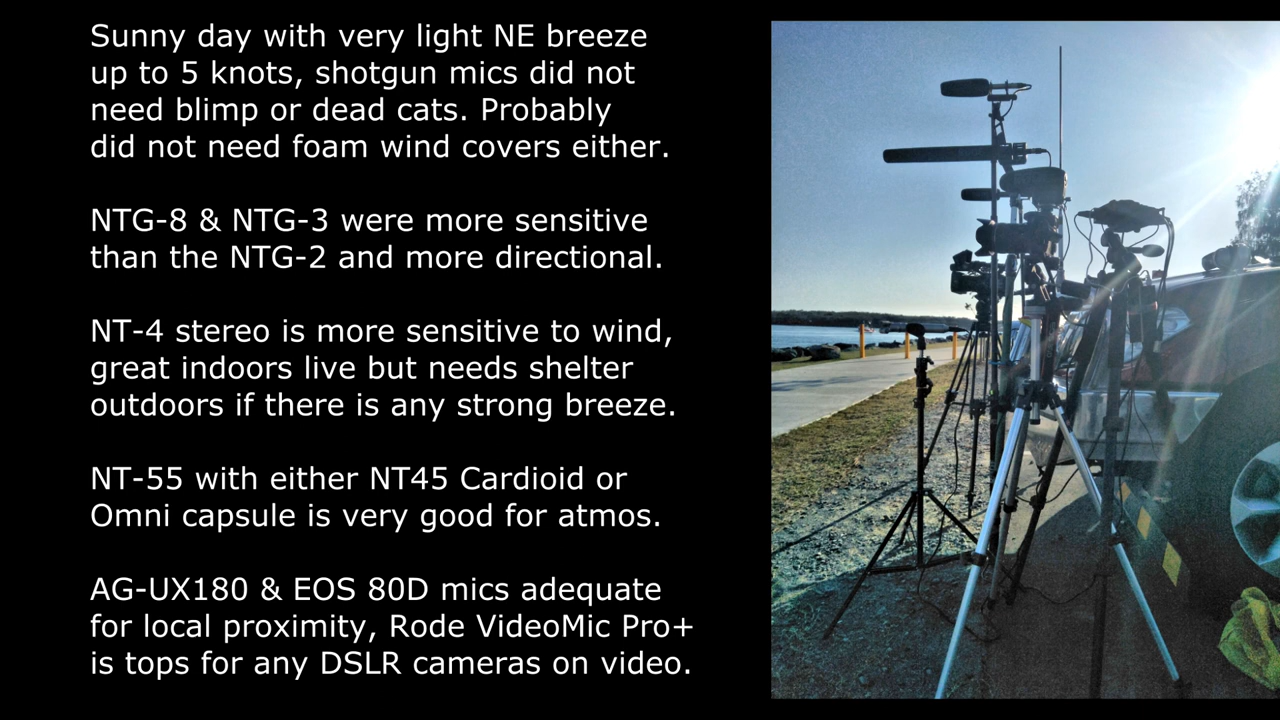 Sunny day with very light NE breeze
up to 5 knots, shotgun mics did not
need blimp or dead cats. Probably
did not need foam wind covers either.
NTG-8 & NTG-3 were more sensitive
than the NTG-2 and more directional.
NT-4 stereo is more sensitive to wind,
great indoors live but needs shelter
outdoors if there is any strong breeze.
NT-55 with either NT45 Cardioid or
Omni capsule is very good for atmos.
AG-UX180 & EOS 80D mics adequate
for local proximity, Rode VideoMic Pro+
is tops for any DSLR cameras on video.